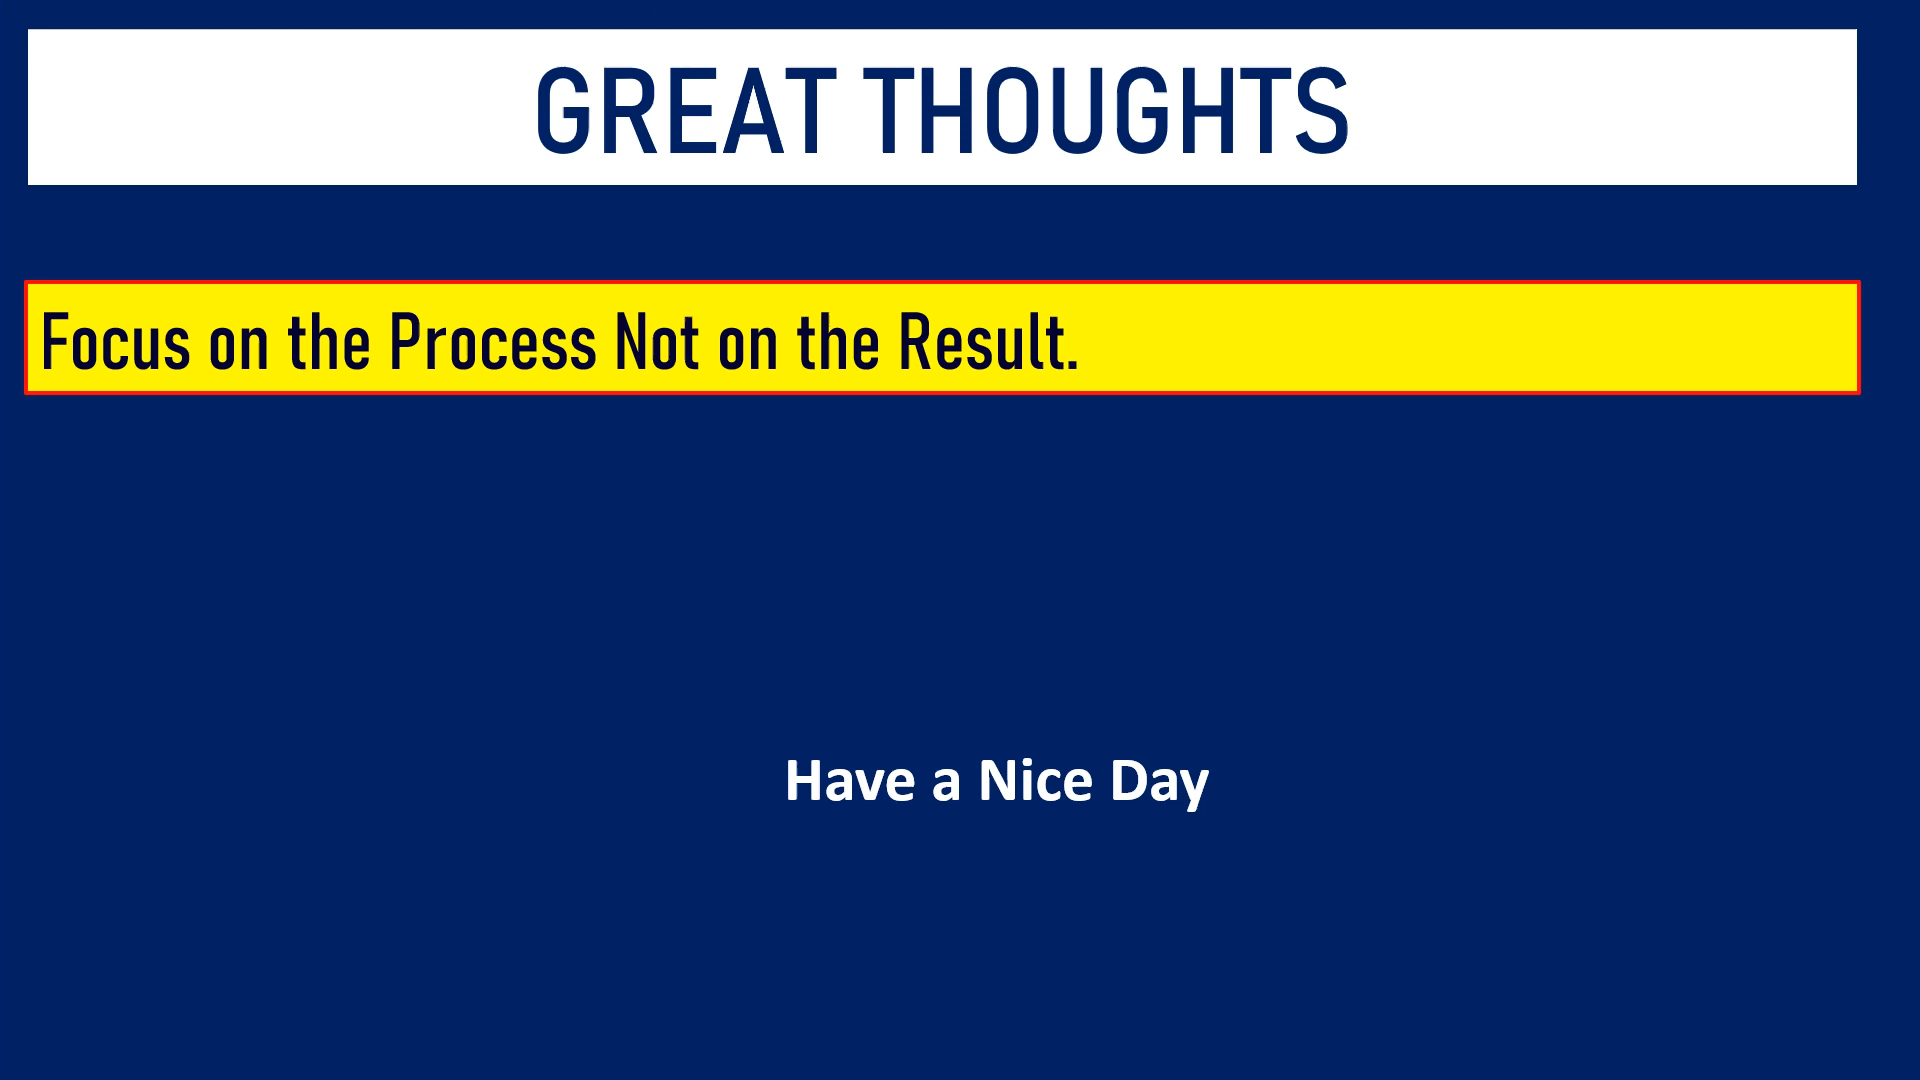 GREAT THOUGHTS
Focus on the Process Not on the Result.
Have a Nice Day